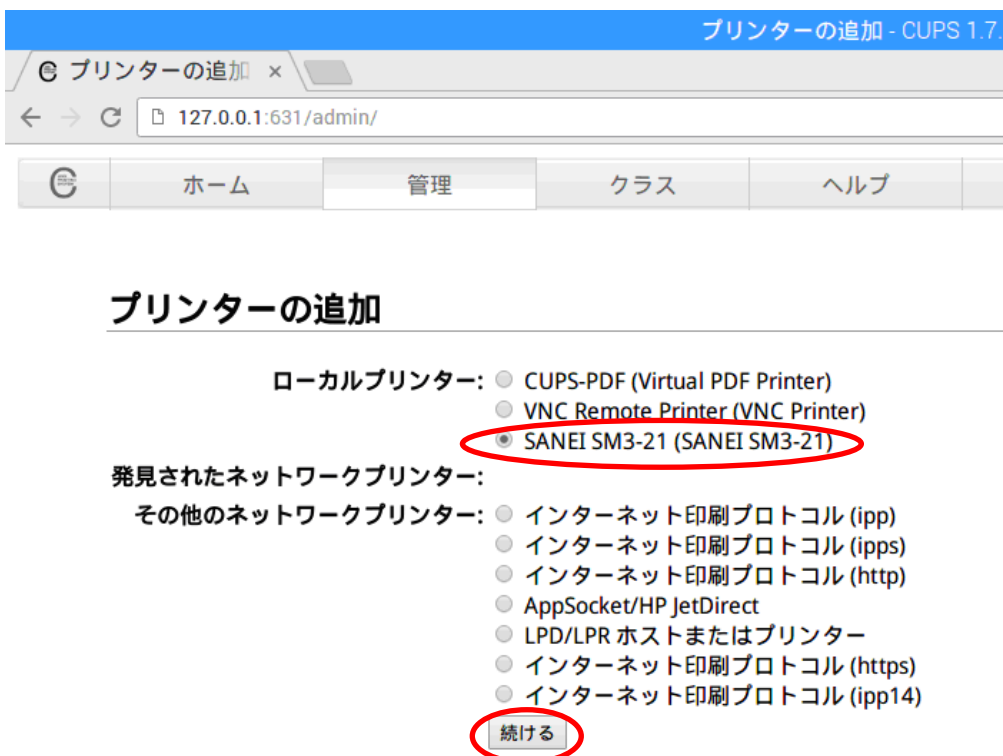 プリンターの追加 - CUPS 1.7.
プリンターの追加
127.0.0.1:631/admin/
ホーム 管理 クラス ヘルプ
プリンターの追加
ローカルプリンター: CUPS-PDF (Virtual PDF Printer)
VNC Remote Printer (VNC Printer)
SANEI SM3-21 (SANEI SM3-21)
発見されたネットワークプリンター:
その他のネットワークプリンター: インターネット印刷プロトコル (ipp)
インターネット印刷プロトコル (ipps)
インターネット印刷プロトコル (http)
AppSocket/HP JetDirect
LPD/LPR ホストまたはプリンター
インターネット印刷プロトコル (https)
インターネット印刷プロトコル (ipp14)
続ける